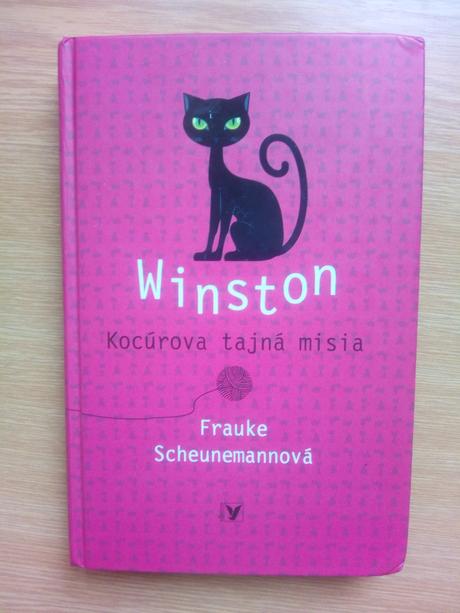 Winston
Kocúrova tajná misia
Frauke
Scheunemannová